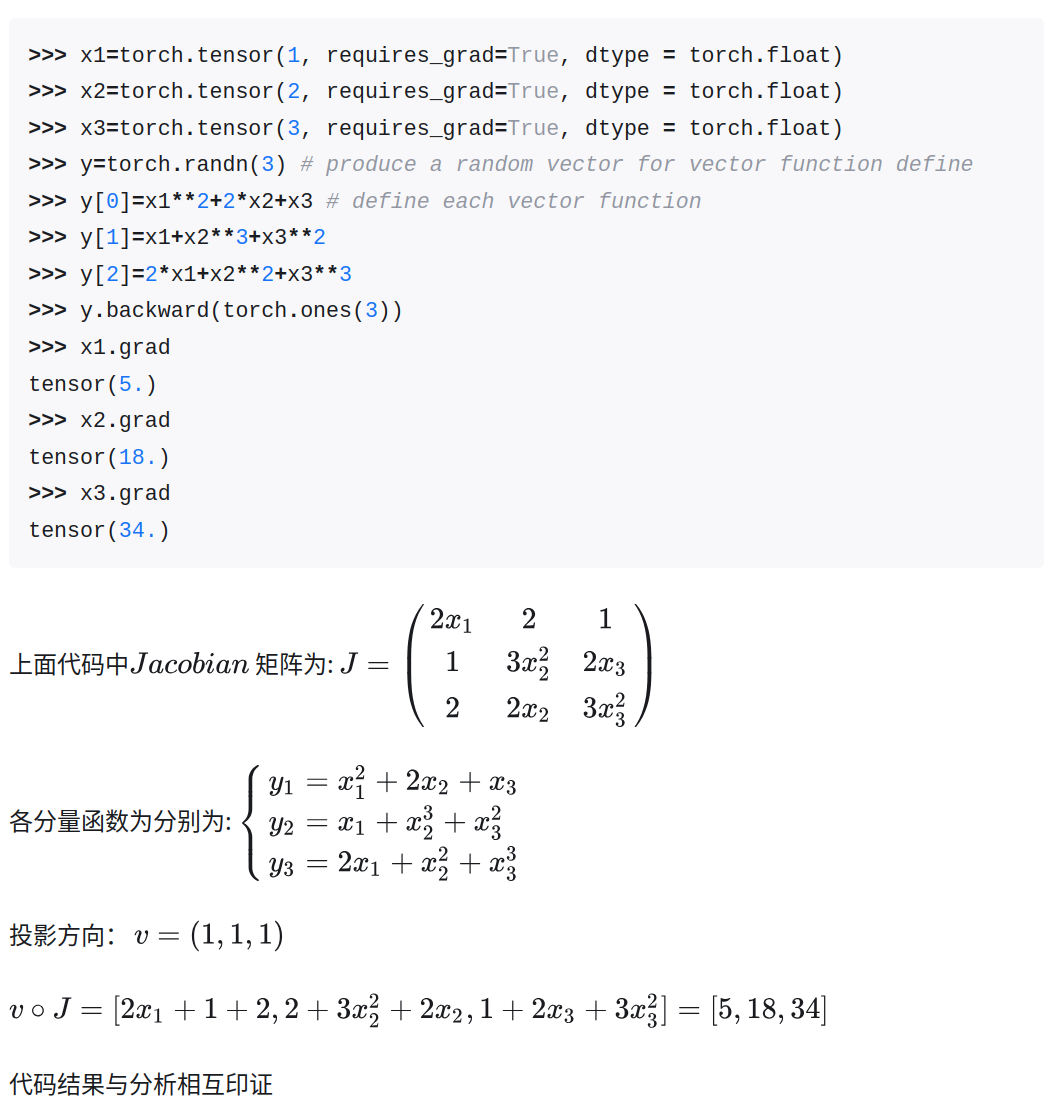 >>> x1=torch.tensor(1, requires_grad=True, dtype = torch.float)
>>> x2=torch.tensor(2, requires_grad=True, dtype = torch.float)
>>> x3=torch.tensor(3, requires_grad=True, dtype = torch.float)
>>> y=torch.randn(3) # produce a random vector for vector function define
>>> y[0]=x1**2+2*x2+x3 # define each vector function
>>> y[1]=x1+x2**3+x3**2
>>> y[2]=2*x1+x2**2+x3**3
>>> y.backward(torch.ones(3))
>>> x1.grad
tensor(5.)
>>> x2.grad
tensor(18.)
>>> x3.grad
tensor(34.)
上面代码中 $Jacobian$ 矩阵为: $J = \begin{pmatrix} 2x_1 & 2 & 1 \\ 1 & 3x_2^2 & 2x_3 \\ 2 & 2x_2 & 3x_3^2 \end{pmatrix}$
各分量函数为分别为: $\begin{cases} y_1 = x_1^2 + 2x_2 + x_3 \\ y_2 = x_1 + x_2^3 + x_3^2 \\ y_3 = 2x_1 + x_2^2 + x_3^3 \end{cases}$
投影方向： $v = (1, 1, 1)$
$v \circ J = [2x_1 + 1 + 2, 2 + 3x_2^2 + 2x_2, 1 + 2x_3 + 3x_3^2] = [5, 18, 34]$
代码结果与分析相互印证